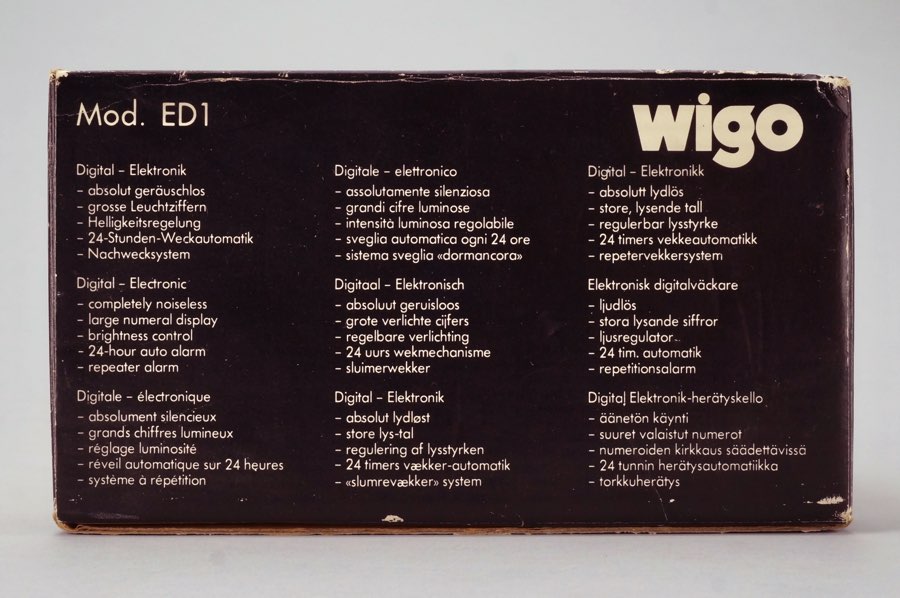 Mod. ED1
wigo
Digital – Elektronik
– absolut geräuschlos
– grosse Leuchtziffern
– Helligkeitsregelung
– 24-Stunden-Weckautomatik
– Nachwecksystem
Digital – Electronic
– completely noiseless
– large numeral display
– brightness control
– 24-hour auto alarm
– repeater alarm
Digitale – électronique
– absolument silencieux
– grands chiffres lumineux
– réglage luminosité
– réveil automatique sur 24 heures
– système à répétition
Digitale – elettronico
– assolutamente silenziosa
– grandi cifre luminose
– intensità luminosa regolabile
– sveglia automatica ogni 24 ore
– sistema sveglia «dormancora»
Digitaal – Elektronisch
– absoluut geruisloos
– grote verlichte cijfers
– regelbare verlichting
– 24 uurs wekmechanisme
– sluimerwekker
Digital – Elektronik
– absolut lydløst
– store lys-tal
– regulering af lysstyrken
– 24 timers vækker-automatik
– «slumrevækker» system
Digital – Elektronikk
– absolutt lydlös
– store, lysende tall
– regulerbar lysstyrke
– 24 timers vekkeautomatikk
– repetervekkersystem
Elektronisk digitalväckare
– ljudlös
– stora lysande siffror
– ljusregulator
– 24 tim. automatik
– repetitionsalarm
Digital Elektronik-herätyskello
– äänetön käynti
– suuret valaistut numerot
– numeroiden kirkkaus säädettävissä
– 24 tunnin herätysautomatiikka
– torkkuherätys